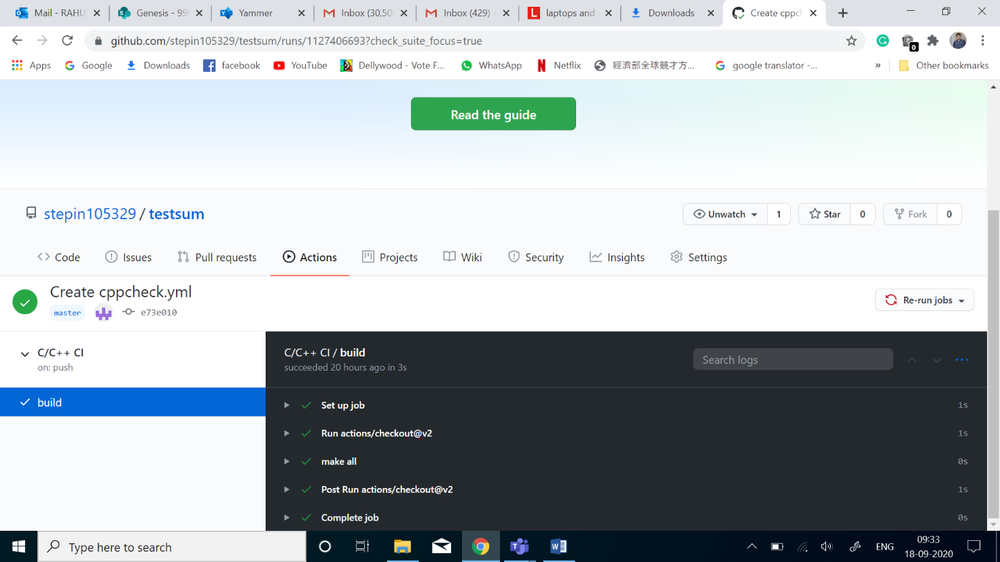 Mail - RAHU Genesis - 99 Yammer Inbox (30,50 Inbox (429) - laptops and Downloads Create cppch
github.com/stepin105329/testsum/runs/1127406693?check_suite_focus=true
0
Apps Google Downloads facebook YouTube Dellywood - Vote F... WhatsApp Netflix 經濟部全球競才方... google translator -... » Other bookmarks
Read the guide
stepin105329 / testsum
Unwatch 1 Star 0 Fork 0
Code Issues Pull requests Actions Projects Wiki Security Insights Settings
Create cppcheck.yml
master e73e010
Re-run jobs
C/C++ CI
on: push
build
C/C++ CI / build
succeeded 20 hours ago in 3s
Search logs
Set up job 1s
Run actions/checkout@v2 1s
make all 0s
Post Run actions/checkout@v2 1s
Complete job 0s
Type here to search
ENG
09:33
18-09-2020